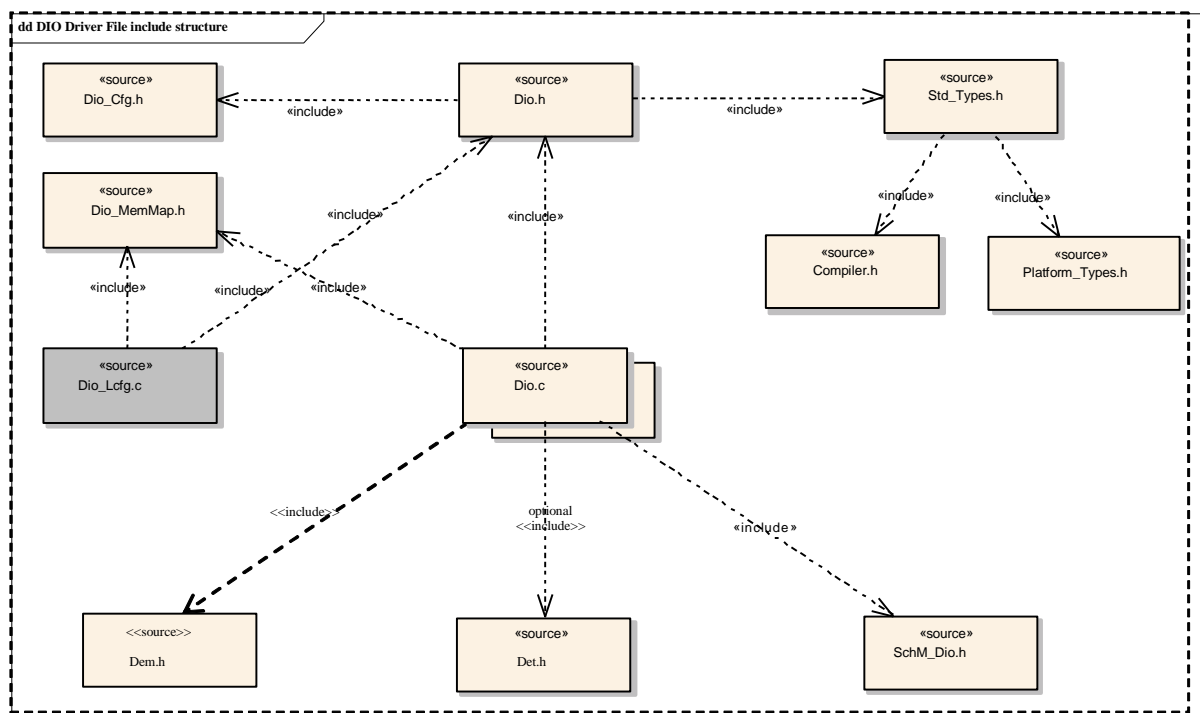 dd DIO Driver File include structure
«source»
Dio_Cfg.h
«include»
«source»
Dio.h
«include»
«source»
Std_Types.h
«source»
Dio_MemMap.h
«include»
«include»
«include»
«include»
«source»
Compiler.h
«source»
Platform_Types.h
«include»
«include»
«include»
«source»
Dio_Lcfg.c
«source»
Dio.c
<<include>>
optional
<<include>>
«include»
<<source>>
Dem.h
«source»
Det.h
«source»
SchM_Dio.h